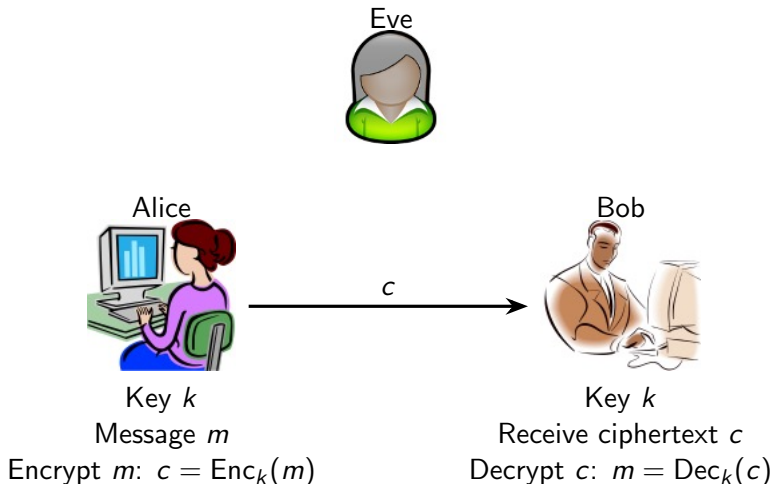 Eve
Alice
Bob
c
Key k
Message m
Encrypt m: c = Enc_k(m)
Key k
Receive ciphertext c
Decrypt c: m = Dec_k(c)